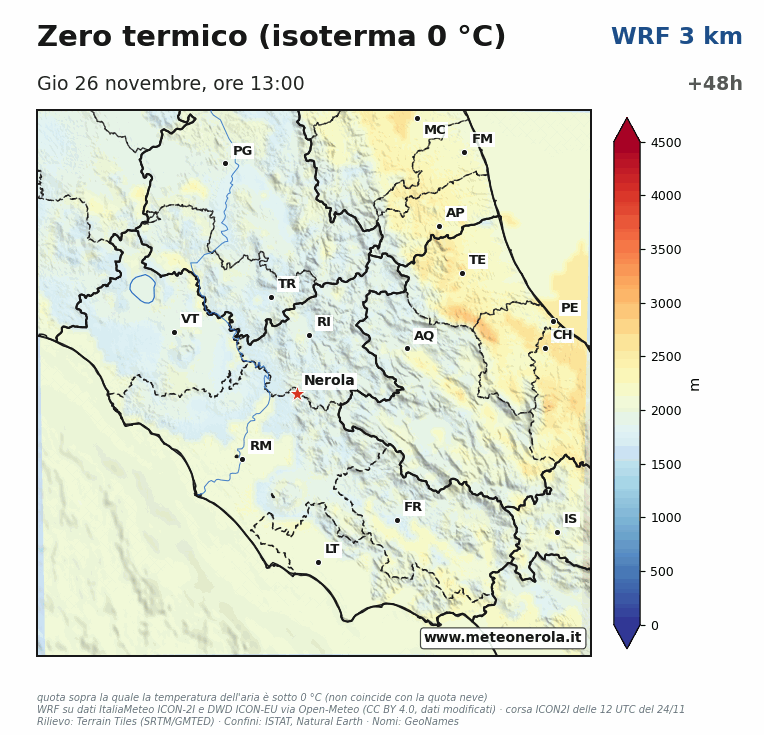 Zero termico (isoterma 0 °C)
WRF 3 km
Gio 26 novembre, ore 13:00
+48h
MC
FM
PG
AP
TE
TR
PE
VT
RI
CH
AQ
Nerola
RM
FR
IS
LT
www.meteonerola.it
4500
4000
3500
3000
2500
2000
1500
1000
500
0
m
quota sopra la quale la temperatura dell'aria è sotto 0 °C (non coincide con la quota neve)
WRF su dati ItaliaMeteo ICON-2I e DWD ICON-EU via Open-Meteo (CC BY 4.0, dati modificati) · corsa ICON2I delle 12 UTC del 24/11
Rilievo: Terrain Tiles (SRTM/GMTED) · Confini: ISTAT, Natural Earth · Nomi: GeoNames